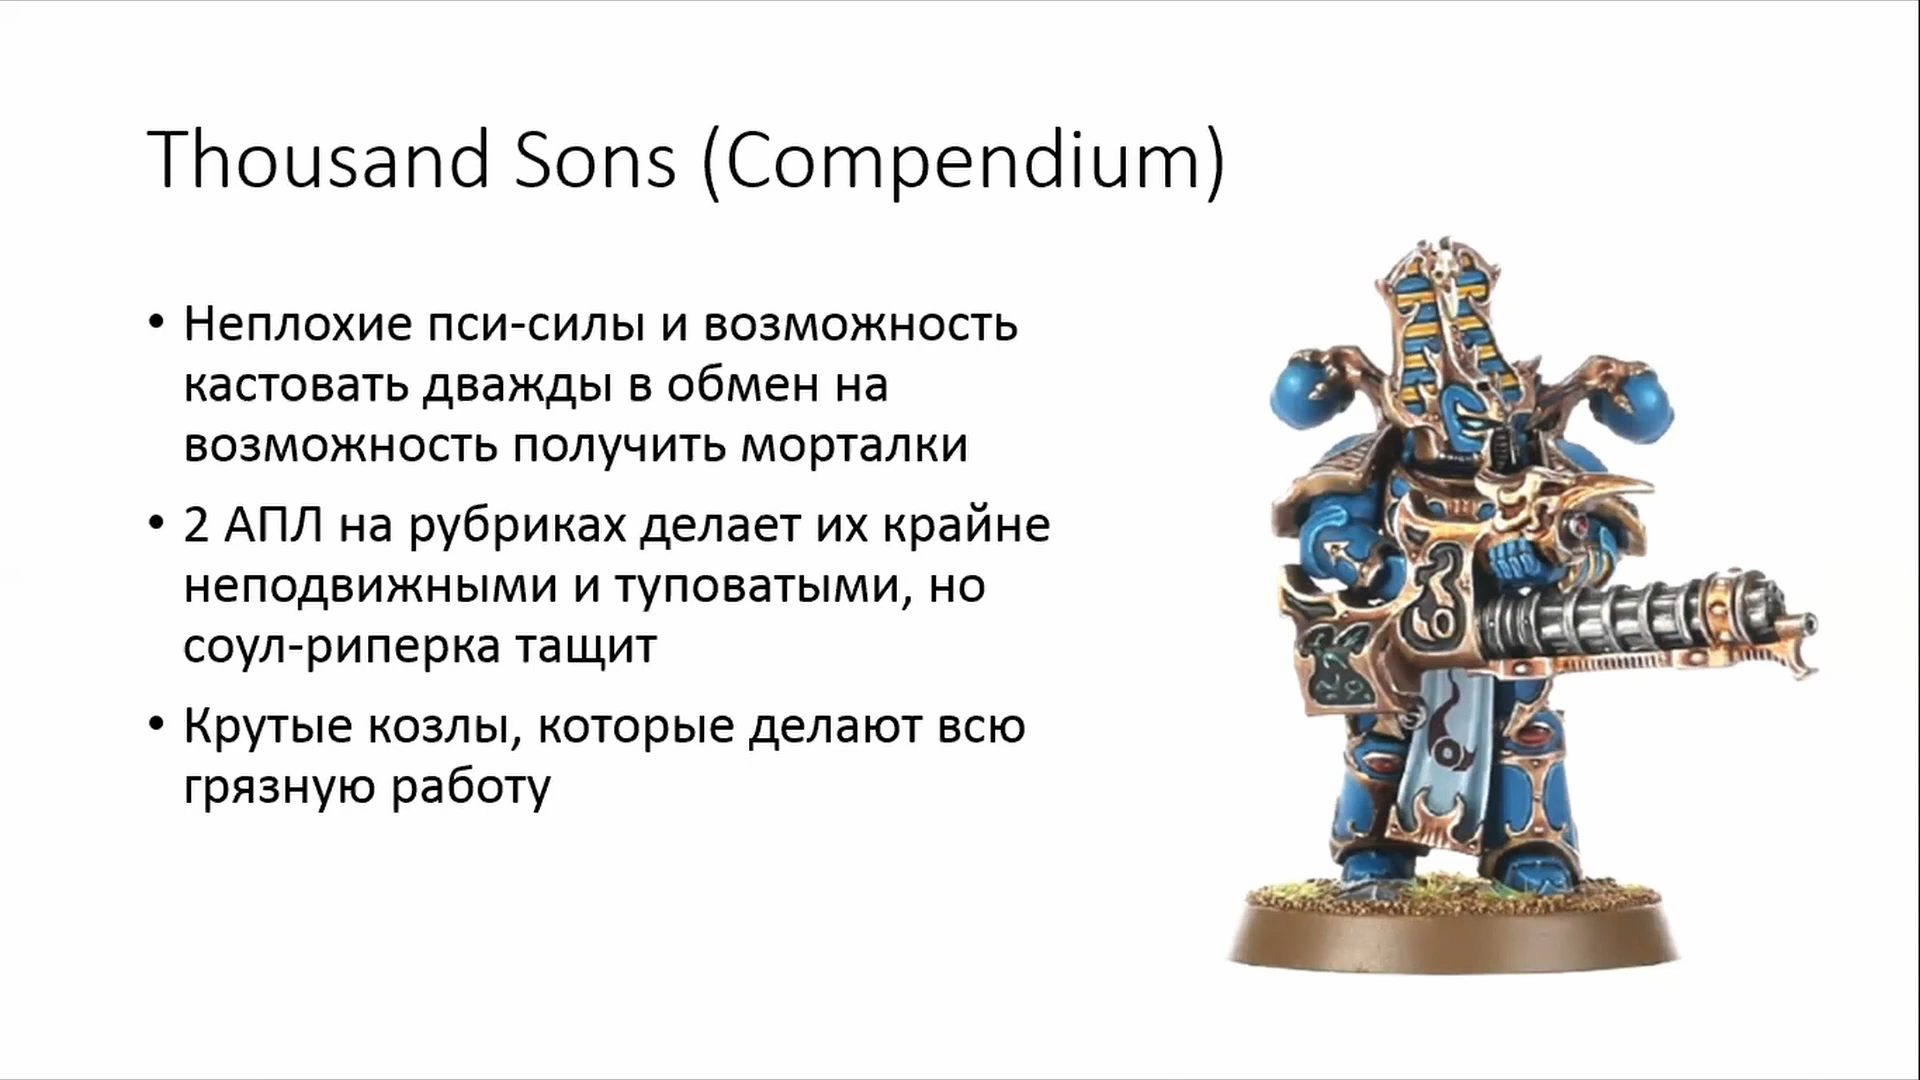 Thousand Sons (Compendium)
• Неплохие пси-силы и возможность
кастовать дважды в обмен на
возможность получить морталки
• 2 АПЛ на рубриках делает их крайне
неподвижными и туповатыми, но
соул-риперка тащит
• Крутые козлы, которые делают всю
грязную работу